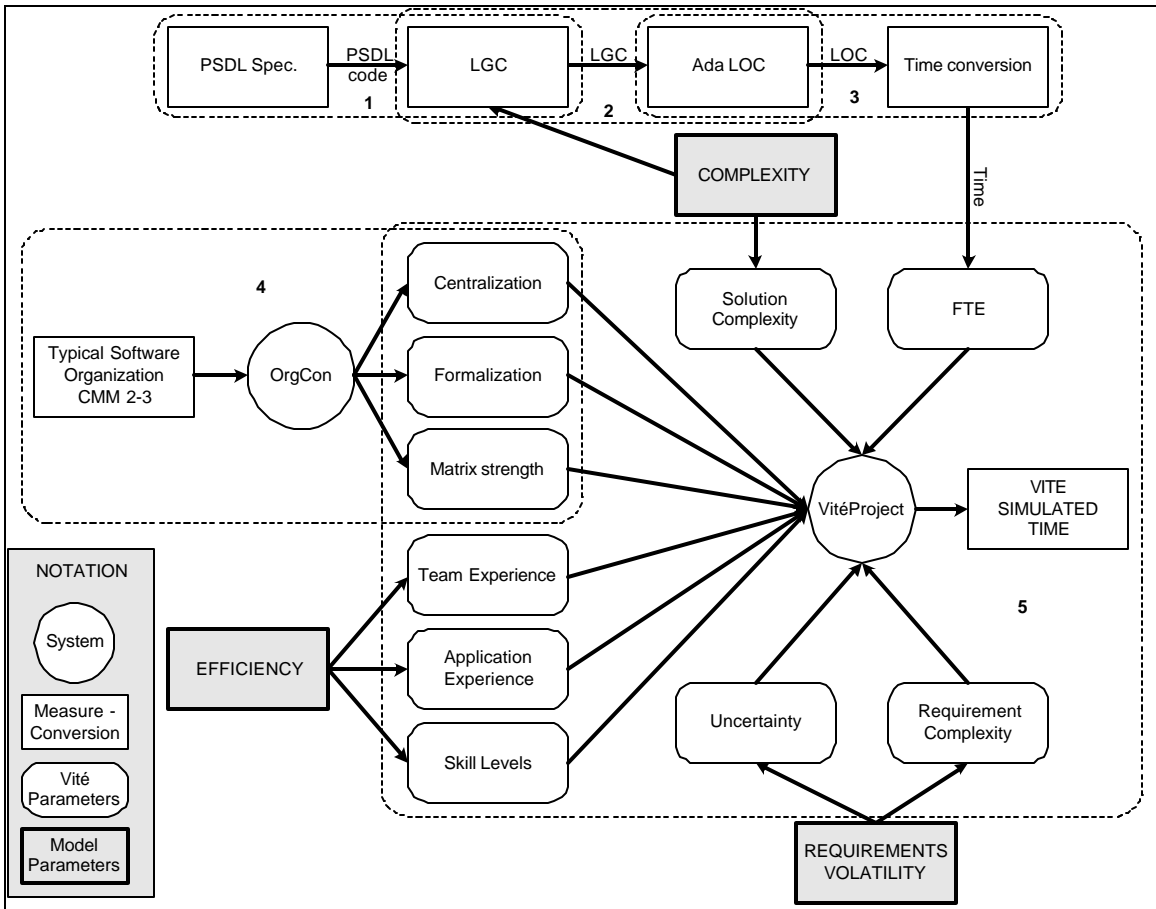 PSDL Spec.
PSDL
code
LGC
LGC
Ada LOC
LOC
Time conversion
1
2
3
COMPLEXITY
Time
4
Centralization
Solution
Complexity
FTE
Typical Software
Organization
CMM 2-3
OrgCon
Formalization
Matrix strength
VitéProject
VITE
SIMULATED
TIME
NOTATION
System
Measure -
Conversion
Vité
Parameters
Model
Parameters
EFFICIENCY
Team Experience
Application
Experience
Skill Levels
5
Uncertainty
Requirement
Complexity
REQUIREMENTS
VOLATILITY